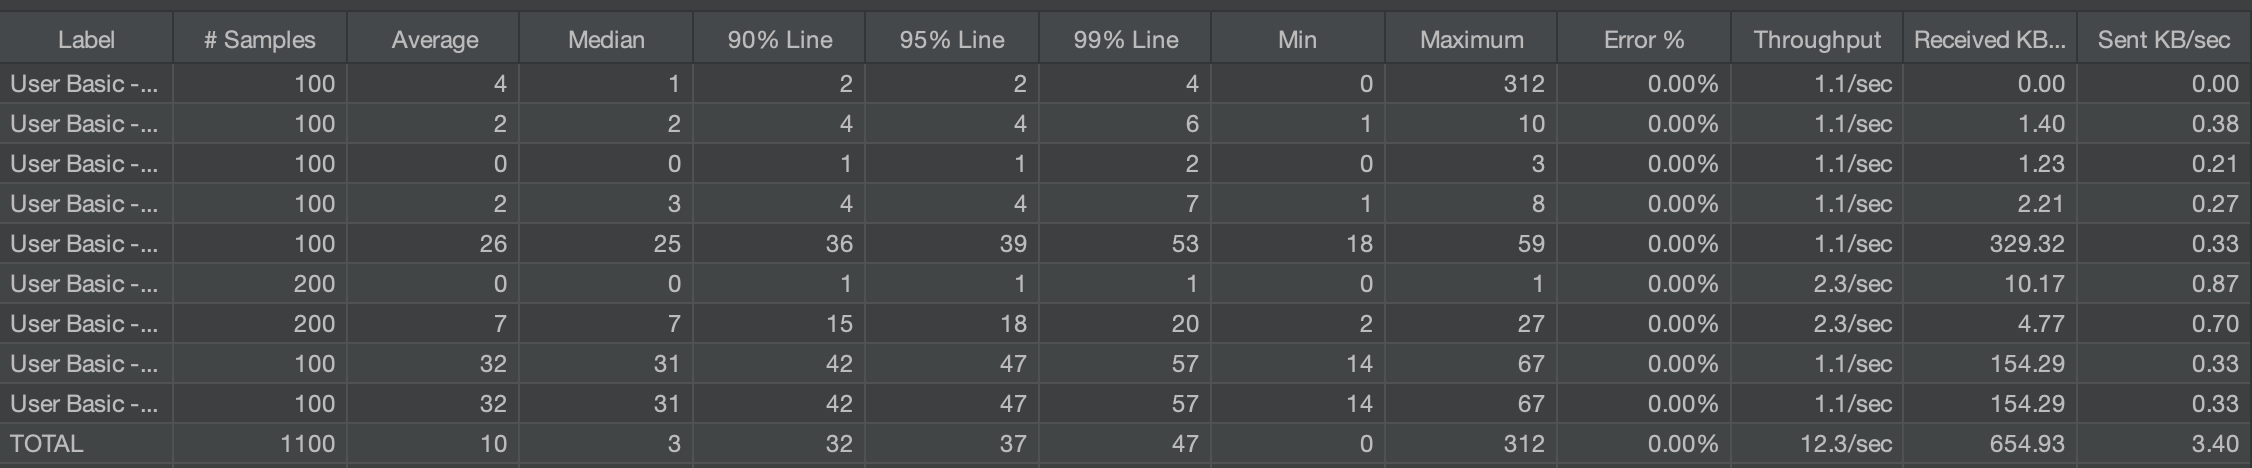 Label # Samples Average Median 90% Line 95% Line 99% Line Min Maximum Error % Throughput Received KB... Sent KB/sec
User Basic -... 100 4 1 2 2 4 0 312 0.00% 1.1/sec 0.00 0.00
User Basic -... 100 2 2 4 4 6 1 10 0.00% 1.1/sec 1.40 0.38
User Basic -... 100 0 0 1 1 2 0 3 0.00% 1.1/sec 1.23 0.21
User Basic -... 100 2 3 4 4 7 1 8 0.00% 1.1/sec 2.21 0.27
User Basic -... 100 26 25 36 39 53 18 59 0.00% 1.1/sec 329.32 0.33
User Basic -... 200 0 0 1 1 1 0 1 0.00% 2.3/sec 10.17 0.87
User Basic -... 200 7 7 15 18 20 2 27 0.00% 2.3/sec 4.77 0.70
User Basic -... 100 32 31 42 47 57 14 67 0.00% 1.1/sec 154.29 0.33
User Basic -... 100 32 31 42 47 57 14 67 0.00% 1.1/sec 154.29 0.33
TOTAL 1100 10 3 32 37 47 0 312 0.00% 12.3/sec 654.93 3.40